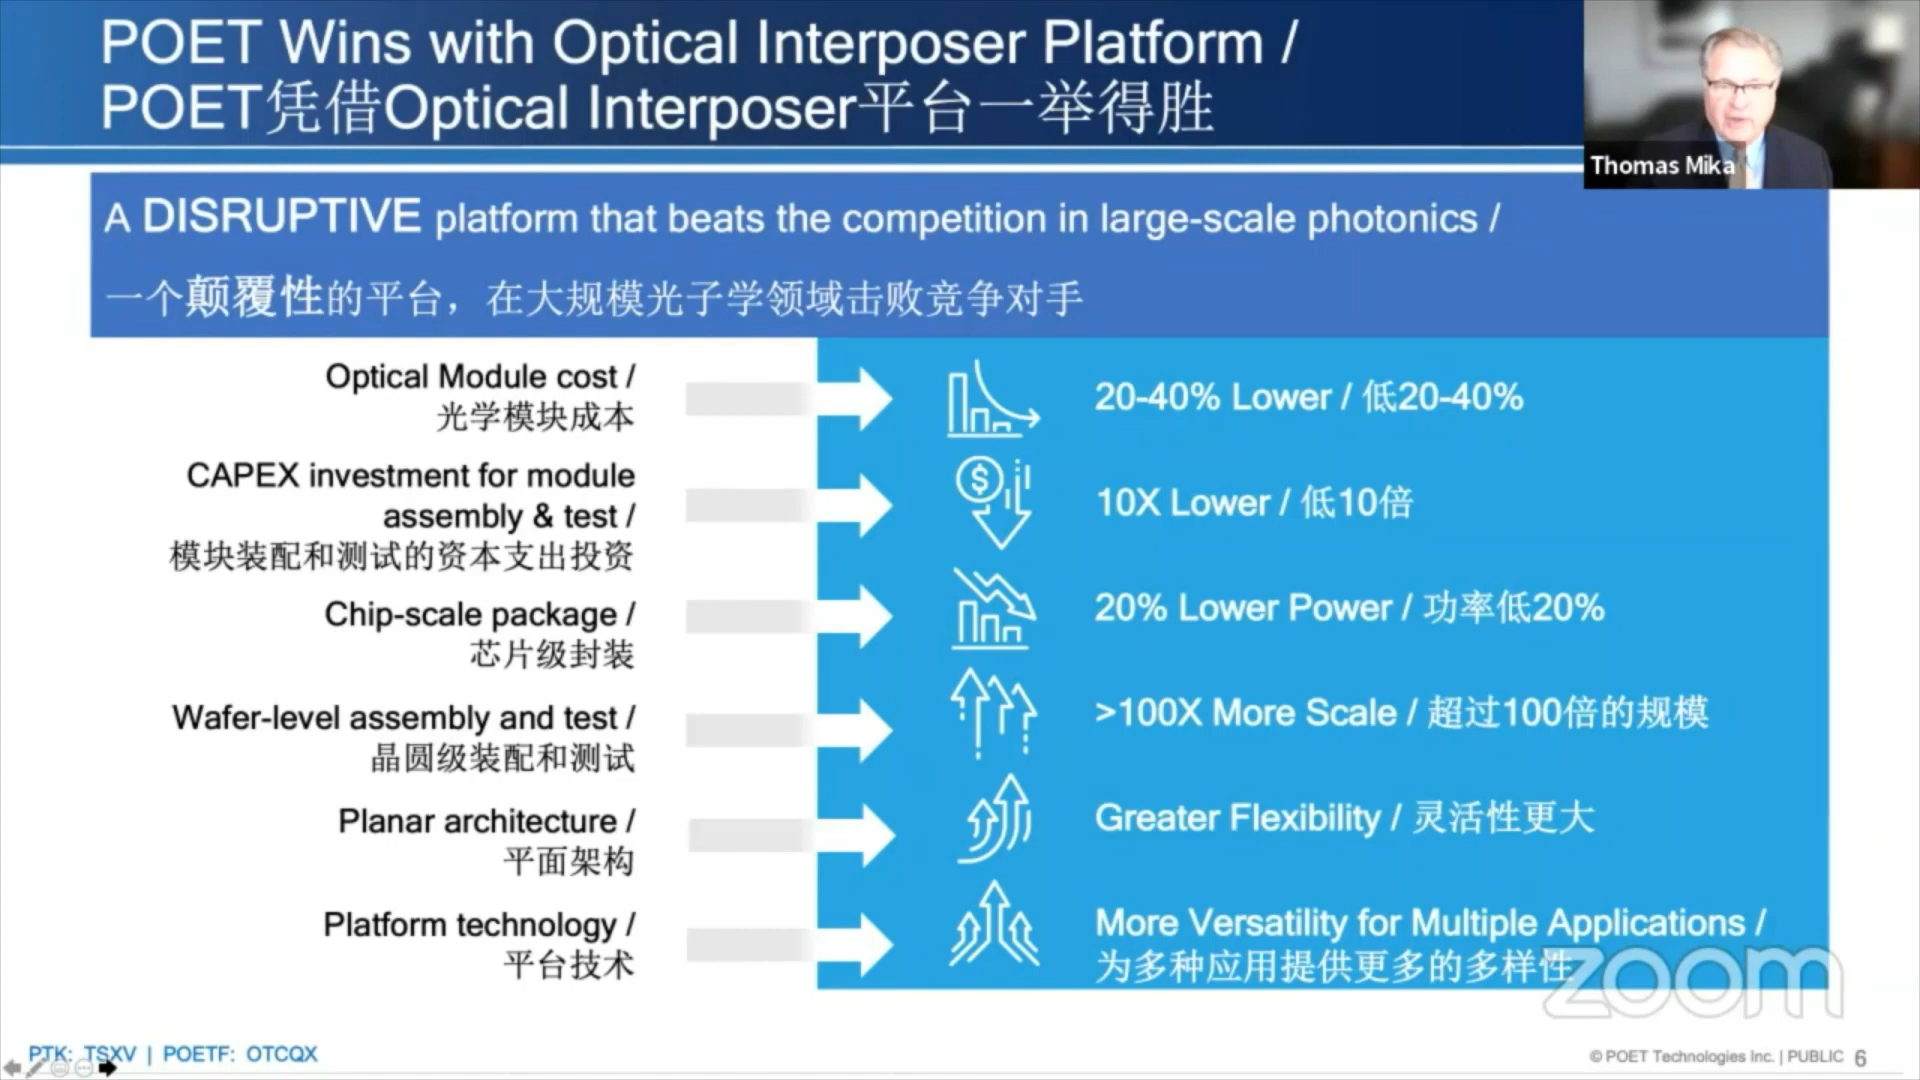 POET Wins with Optical Interposer Platform /
POET凭借Optical Interposer平台一举得胜
Thomas Mika
A DISRUPTIVE platform that beats the competition in large-scale photonics /
一个颠覆性的平台，在大规模光子学领域击败竞争对手
Optical Module cost /
光学模块成本
20-40% Lower / 低20-40%
CAPEX investment for module
assembly & test /
模块装配和测试的资本支出投资
$
10X Lower / 低10倍
Chip-scale package /
芯片级封装
20% Lower Power / 功率低20%
Wafer-level assembly and test /
晶圆级装配和测试
>100X More Scale / 超过100倍的规模
Planar architecture /
平面架构
Greater Flexibility / 灵活性更大
Platform technology /
平台技术
More Versatility for Multiple Applications /
为多种应用提供更多的多样性
zoom
PTK: TSXV | POETF: OTCQX
© POET Technologies Inc. | PUBLIC 6